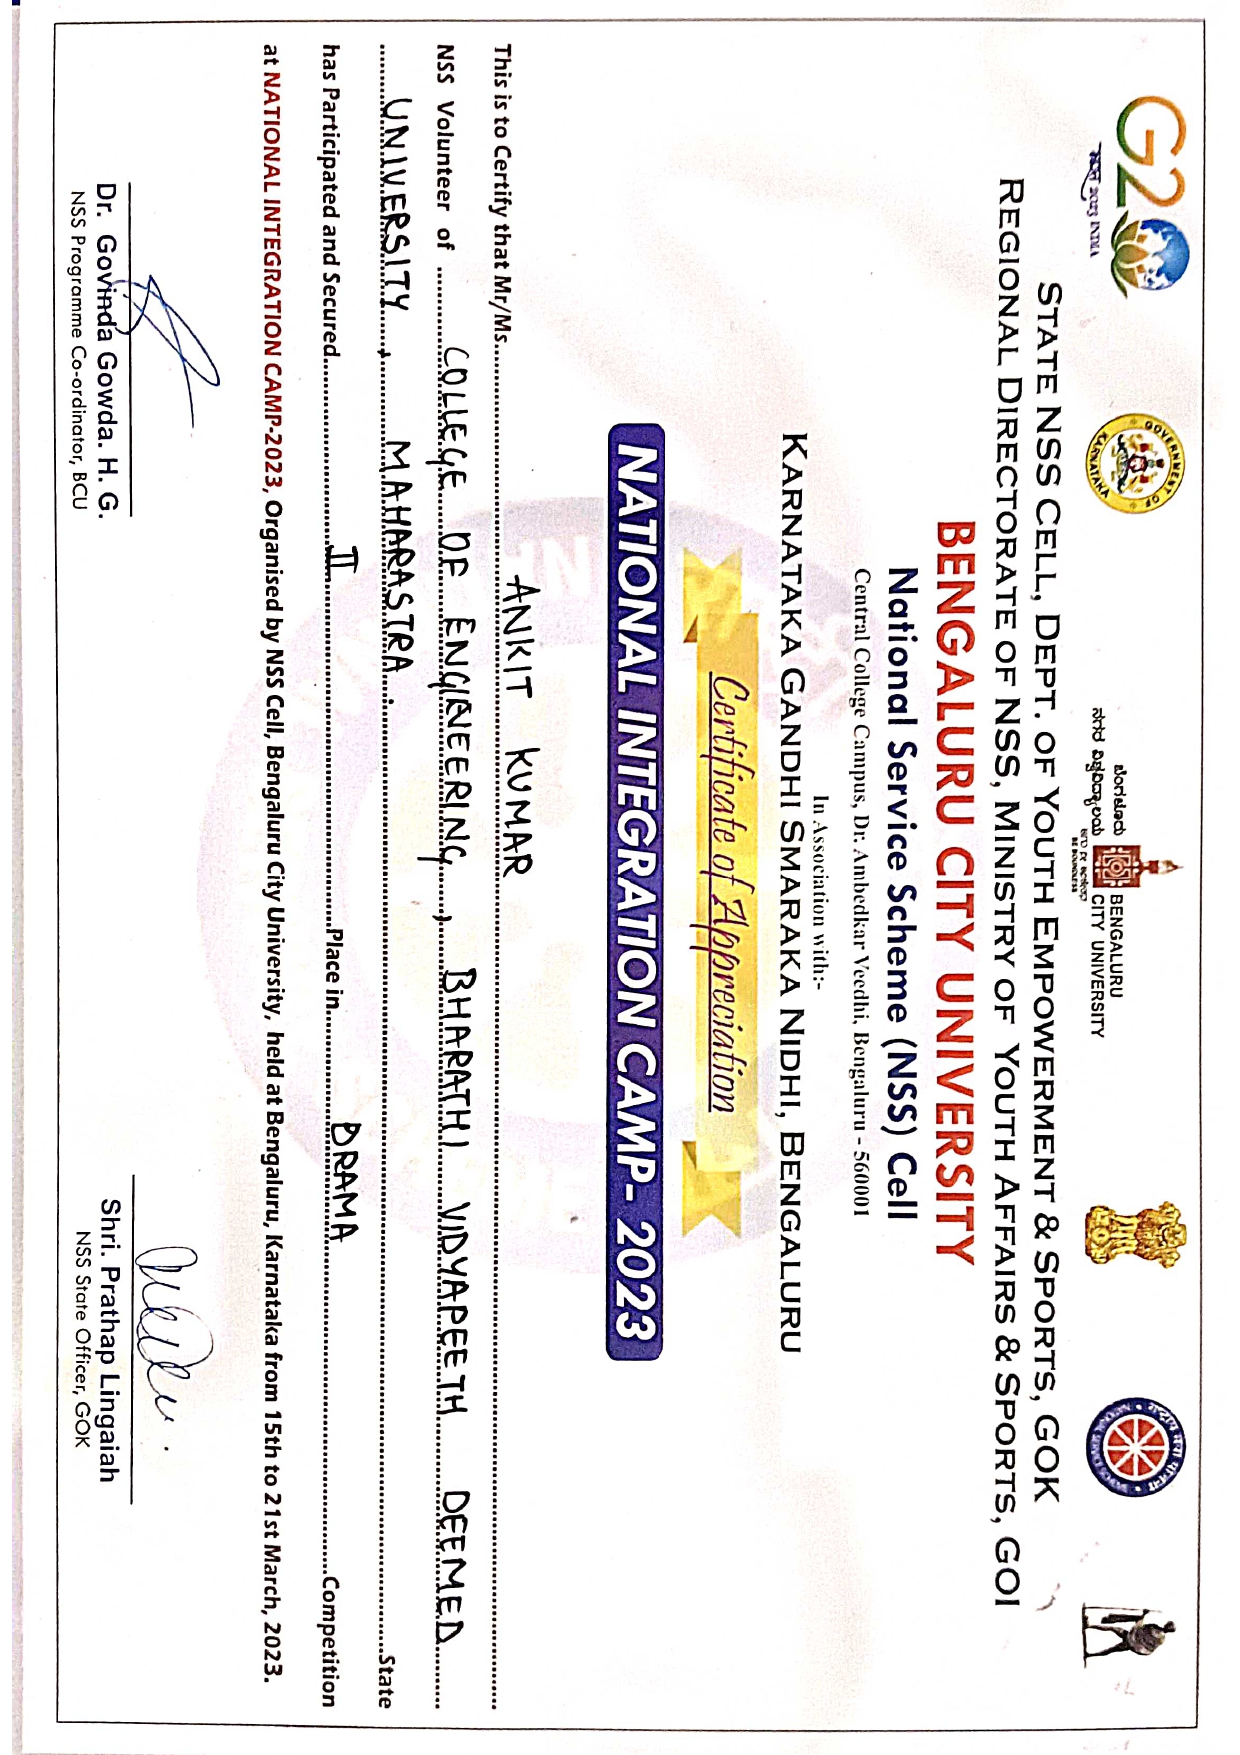 G20
भारत 2023 INDIA
GOVERNMENT OF
KARNATAKA
ಬೆಂಗಳೂರು
ನಗರ ವಿಶ್ವವಿದ್ಯಾಲಯ
BENGALURU
CITY UNIVERSITY
STATE NSS CELL, DEPT. OF YOUTH EMPOWERMENT & SPORTS, GOK
REGIONAL DIRECTORATE OF NSS, MINISTRY OF YOUTH AFFAIRS & SPORTS, GOI
BENGALURU CITY UNIVERSITY
National Service Scheme (NSS) Cell
Central College Campus, Dr. Ambedkar Veedhi, Bengaluru - 560001
In Association with:-
KARNATAKA GANDHI SMARAKA NIDHI, BENGALURU
Certificate of Appreciation
NATIONAL INTEGRATION CAMP- 2023
This is to Certify that Mr/Ms. ANKIT KUMAR
NSS Volunteer of COLLEGE OF ENGINEERING, BHARATHI VIDYAPEETH DEEMED
UNIVERSITY, MAHARASTRA. State
has Participated and Secured II Place in DRAMA Competition
at NATIONAL INTEGRATION CAMP-2023, Organised by NSS Cell, Bengaluru City University, held at Bengaluru, Karnataka from 15th to 21st March, 2023.
Dr. Govinda Gowda. H. G.
NSS Programme Co-ordinator, BCU
Shri. Prathap Lingaiah
NSS State Officer, GOK